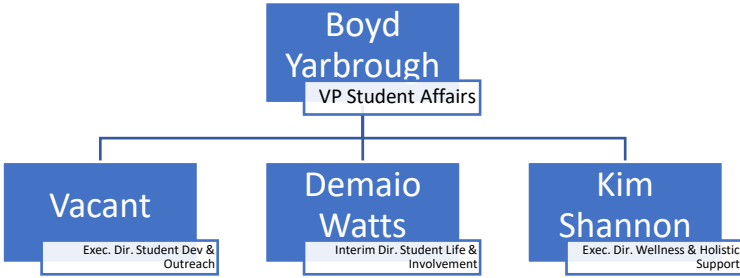 Boyd
Yarbrough
VP Student Affairs
Vacant
Exec. Dir. Student Dev &
Outreach
Demaio
Watts
Interim Dir. Student Life &
Involvement
Kim
Shannon
Exec. Dir. Wellness & Holistic
Support